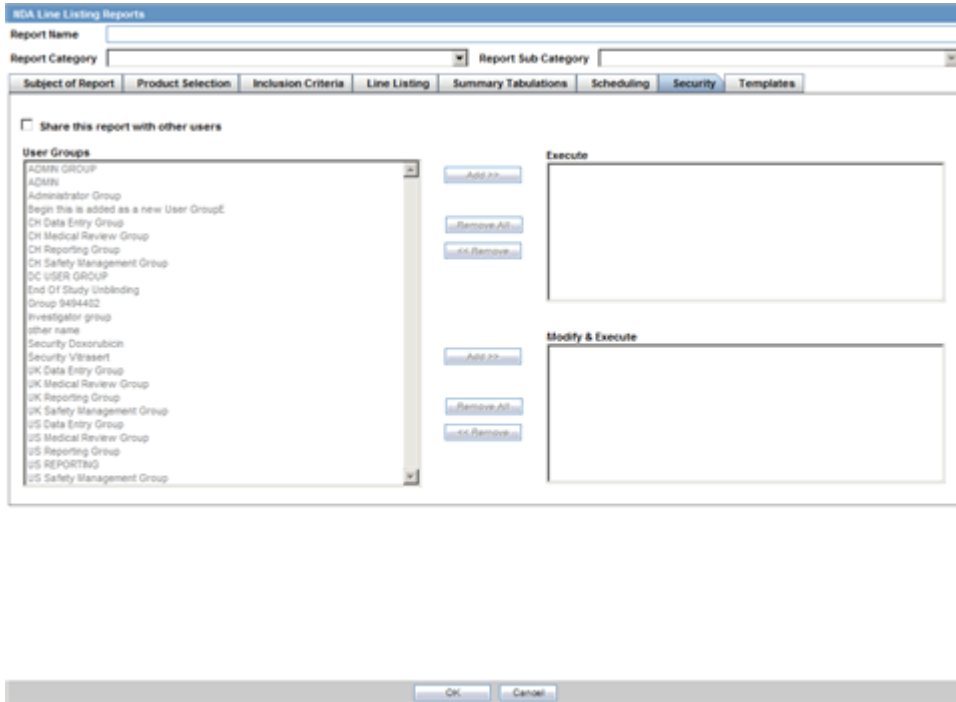 NDA Line Listing Reports
Report Name
Report Category
Report Sub Category
Subject of Report
Product Selection
Inclusion Criteria
Line Listing
Summary Tabulations
Scheduling
Security
Templates
Share this report with other users
User Groups
ADMIN GROUP
ADMIN
Administrator Group
Begin this is added as a new User GroupE
CH Data Entry Group
CH Medical Review Group
CH Reporting Group
CH Safety Management Group
DC USER GROUP
End Of Study Unblinding
Group 9494402
Investigator group
other name
Security Doxorubicin
Security Vitrasert
UK Data Entry Group
UK Medical Review Group
UK Reporting Group
UK Safety Management Group
US Data Entry Group
US Medical Review Group
US Reporting Group
US REPORTING
US Safety Management Group
Add >>
Remove All
<< Remove
Execute
Add >>
Remove All
<< Remove
Modify & Execute
OK
Cancel